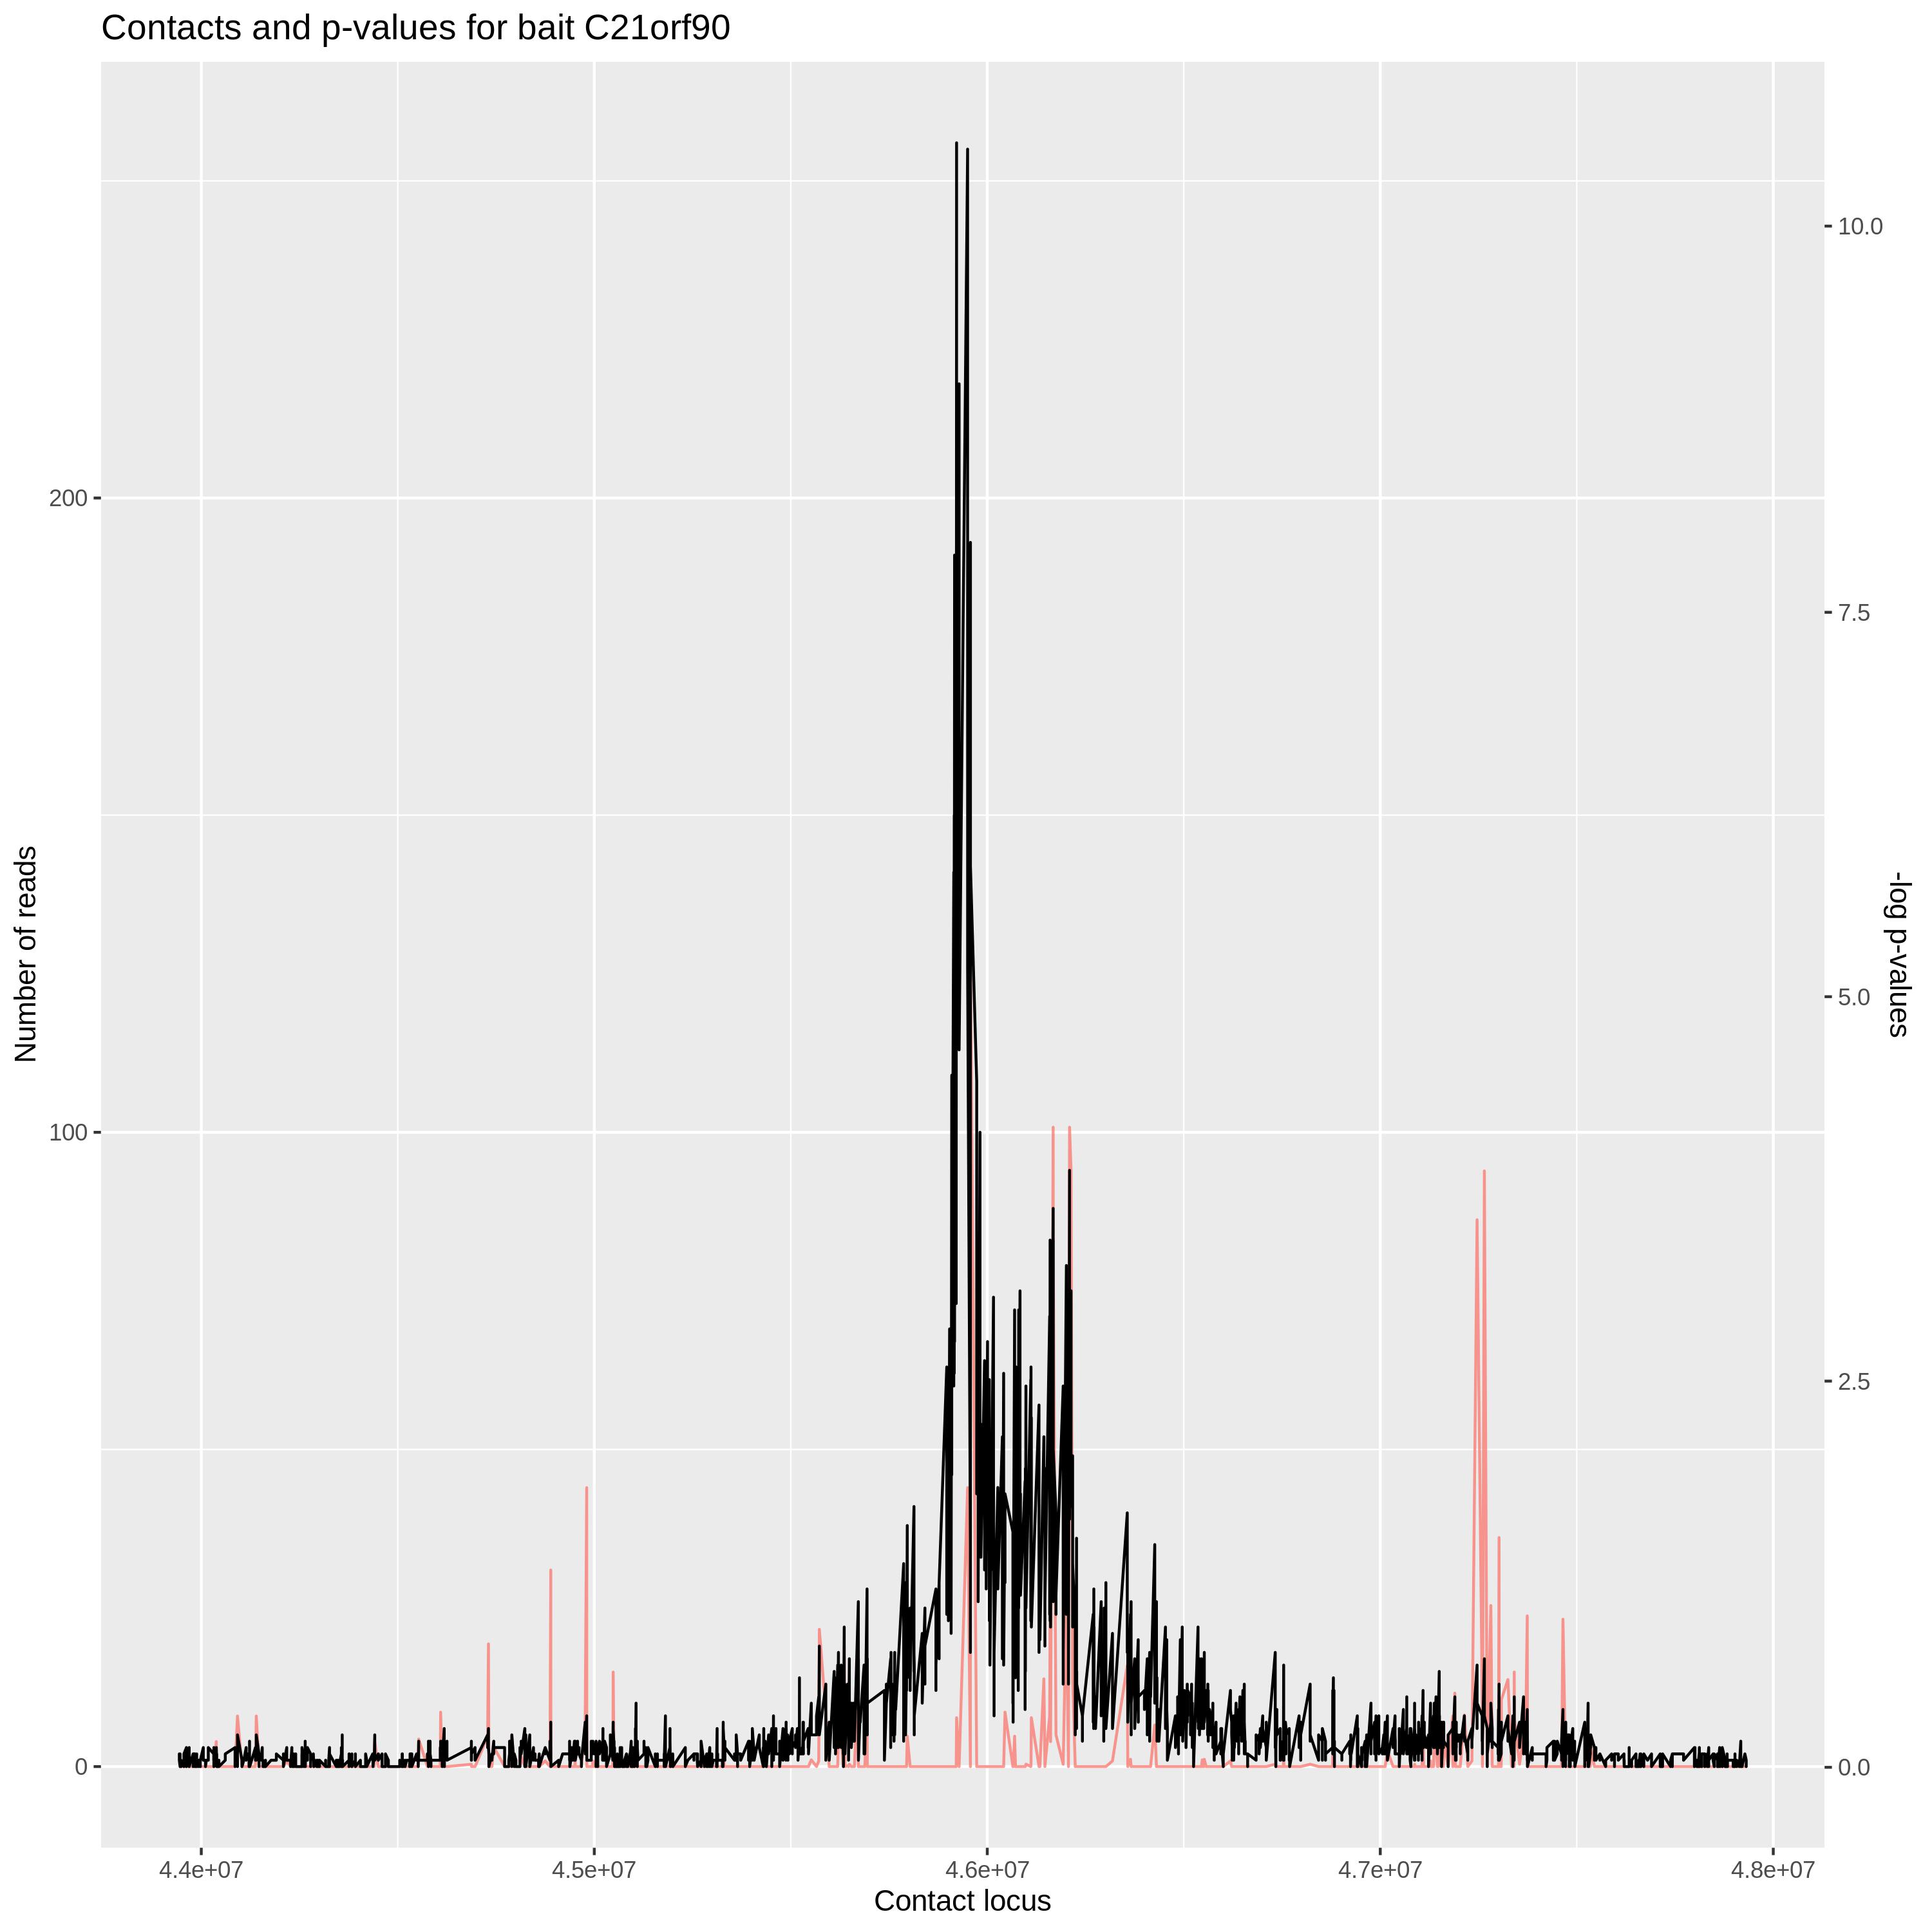 Contacts and p-values for bait C21orf90
Number of reads
200
100
0
10.0
7.5
5.0
2.5
0.0
-log p-values
4.4e+07
4.5e+07
4.6e+07
4.7e+07
4.8e+07
Contact locus